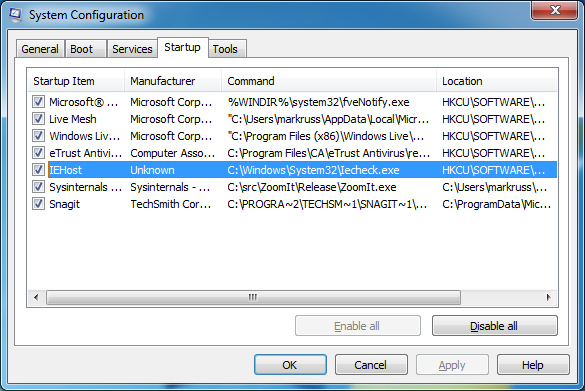 System Configuration
General Boot Services Startup Tools
Startup Item Manufacturer Command Location
Microsoft® ... Microsoft Corp... %WINDIR%\system32\fveNotify.exe HKCU\SOFTWARE\...
Live Mesh Microsoft Corp... "C:\Users\markruss\AppData\Local\Micr... HKCU\SOFTWARE\...
Windows Live... Microsoft Corp... "C:\Program Files (x86)\Windows Live\... HKCU\SOFTWARE\...
eTrust Antivi... Computer Asso... C:\Program Files\CA\eTrust Antivirus\re... HKCU\SOFTWARE\...
IEHost Unknown C:\Windows\System32\Iecheck.exe HKCU\SOFTWARE\...
Sysinternals ... Sysinternals - ... C:\src\ZoomIt\Release\ZoomIt.exe C:\Users\markrus...
Snagit TechSmith Cor... C:\PROGRA~2\TECHSM~1\SNAGIT~1\... C:\ProgramData\Mic...
Enable all Disable all
OK Cancel Apply Help